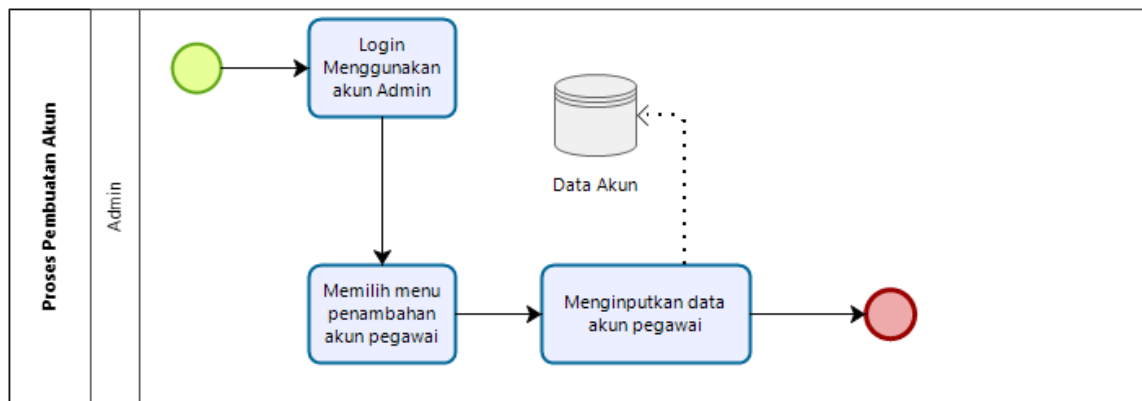 Proses Pembuatan Akun
Admin
Login
Menggunakan
akun Admin
Data Akun
Memilih menu
penambahan
akun pegawai
Menginputkan data
akun pegawai